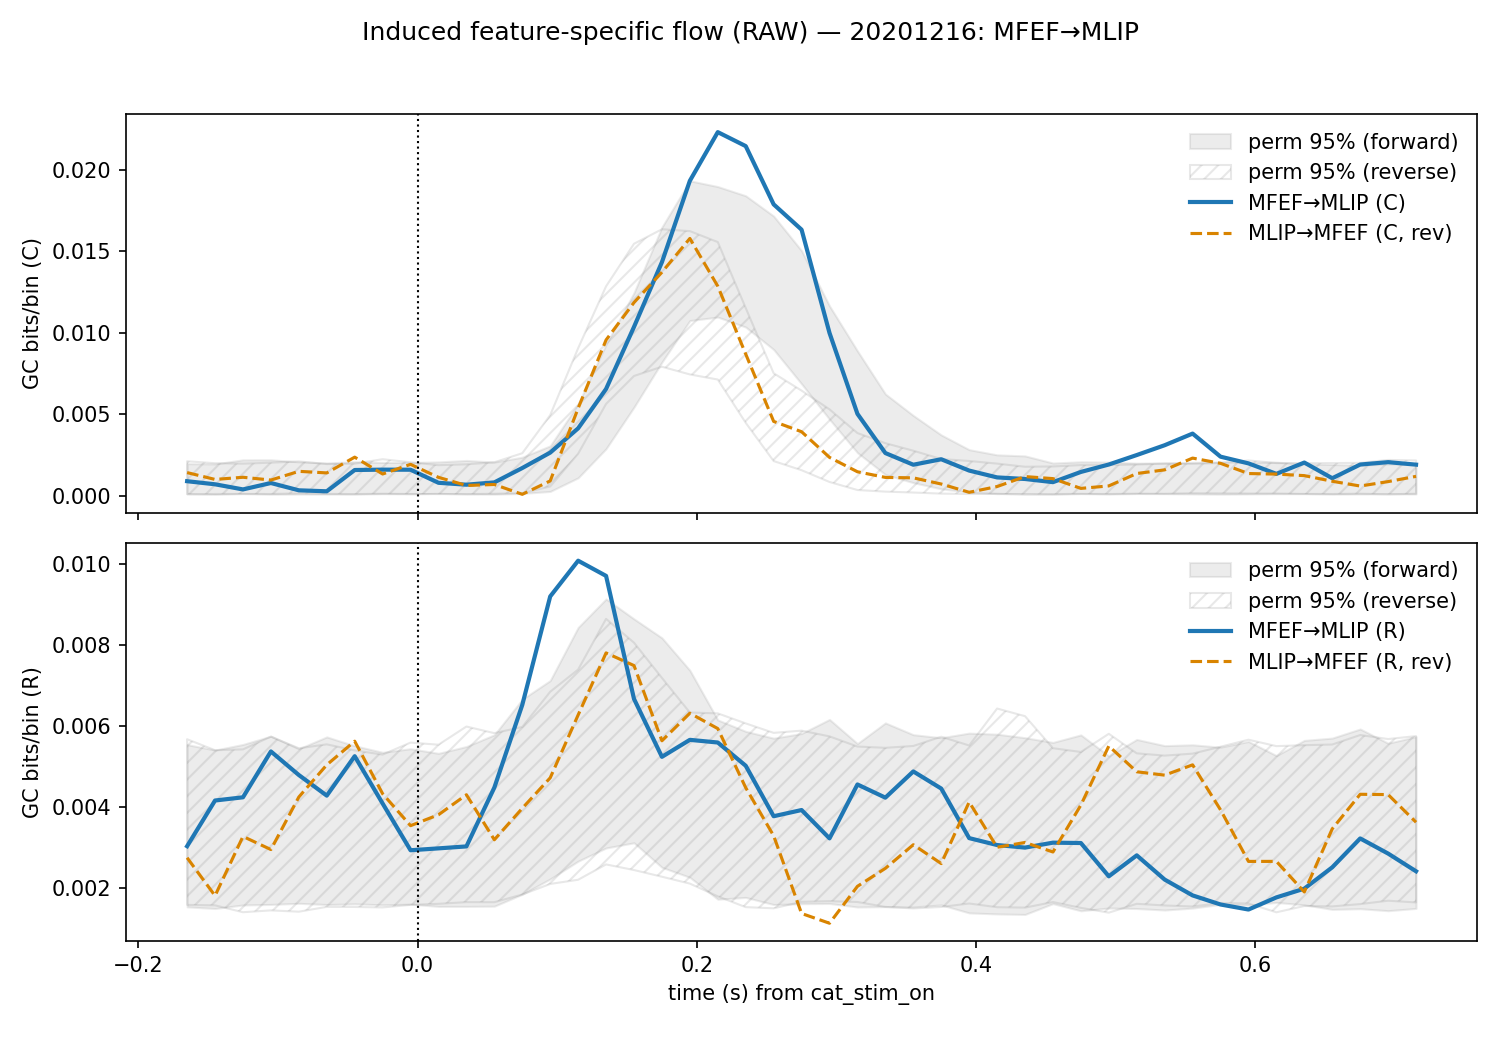 Induced feature-specific flow (RAW) — 20201216: MFEF→MLIP
GC bits/bin (C)
0.020
0.015
0.010
0.005
0.000
perm 95% (forward)
perm 95% (reverse)
MFEF→MLIP (C)
MLIP→MFEF (C, rev)
GC bits/bin (R)
0.010
0.008
0.006
0.004
0.002
perm 95% (forward)
perm 95% (reverse)
MFEF→MLIP (R)
MLIP→MFEF (R, rev)
−0.2 0.0 0.2 0.4 0.6
time (s) from cat_stim_on